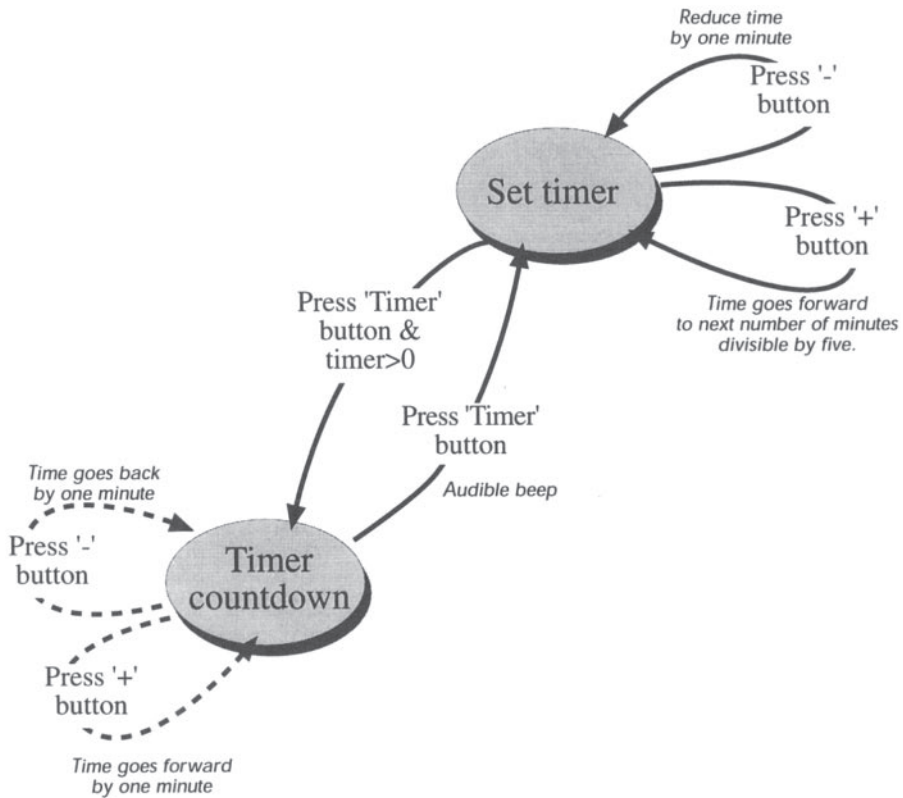 Reduce time
by one minute
Press '-'
button
Set timer
Press '+'
button
Time goes forward
to next number of minutes
divisible by five.
Press 'Timer'
button &
timer>0
Press 'Timer'
button
Audible beep
Time goes back
by one minute
Press '-'
button
Timer
countdown
Press '+'
button
Time goes forward
by one minute